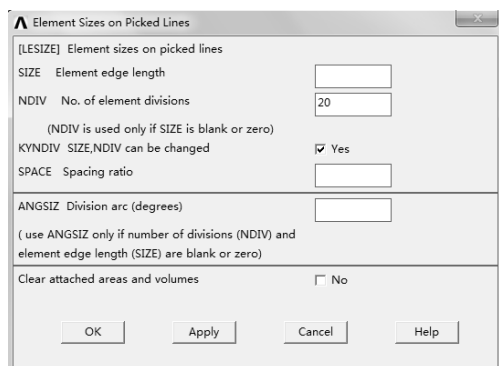 Element Sizes on Picked Lines
[LESIZE] Element sizes on picked lines
SIZE Element edge length
NDIV No. of element divisions 20
(NDIV is used only if SIZE is blank or zero)
KYNDIV SIZE,NDIV can be changed Yes
SPACE Spacing ratio
ANGSIZ Division arc (degrees)
( use ANGSIZ only if number of divisions (NDIV) and
element edge length (SIZE) are blank or zero)
Clear attached areas and volumes No
OK Apply Cancel Help